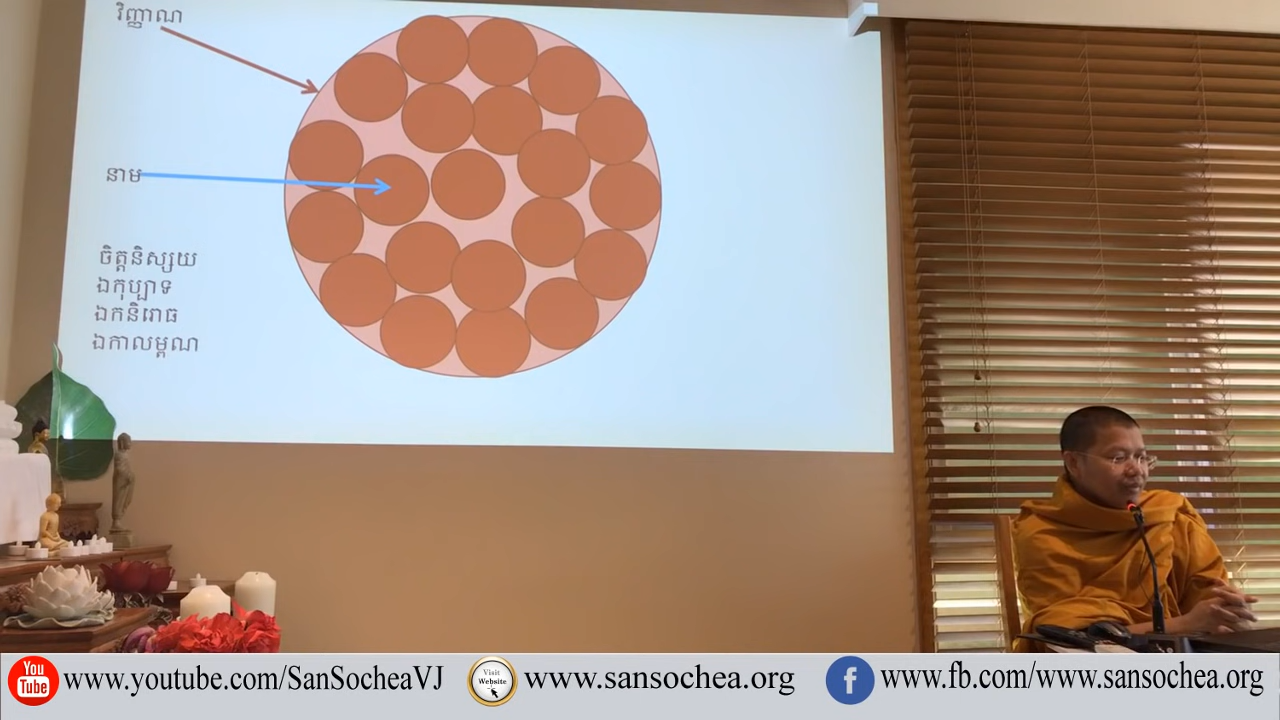 វិញ្ញាណ
នាម
ចិត្តនិស្សយ
ឯកុប្បាទ
ឯកនិរោធ
ឯកាលម្ពណ
You
Tube
www.youtube.com/SanSocheaVJ
Visit
Website
www.sansochea.org
f
www.fb.com/www.sansochea.org